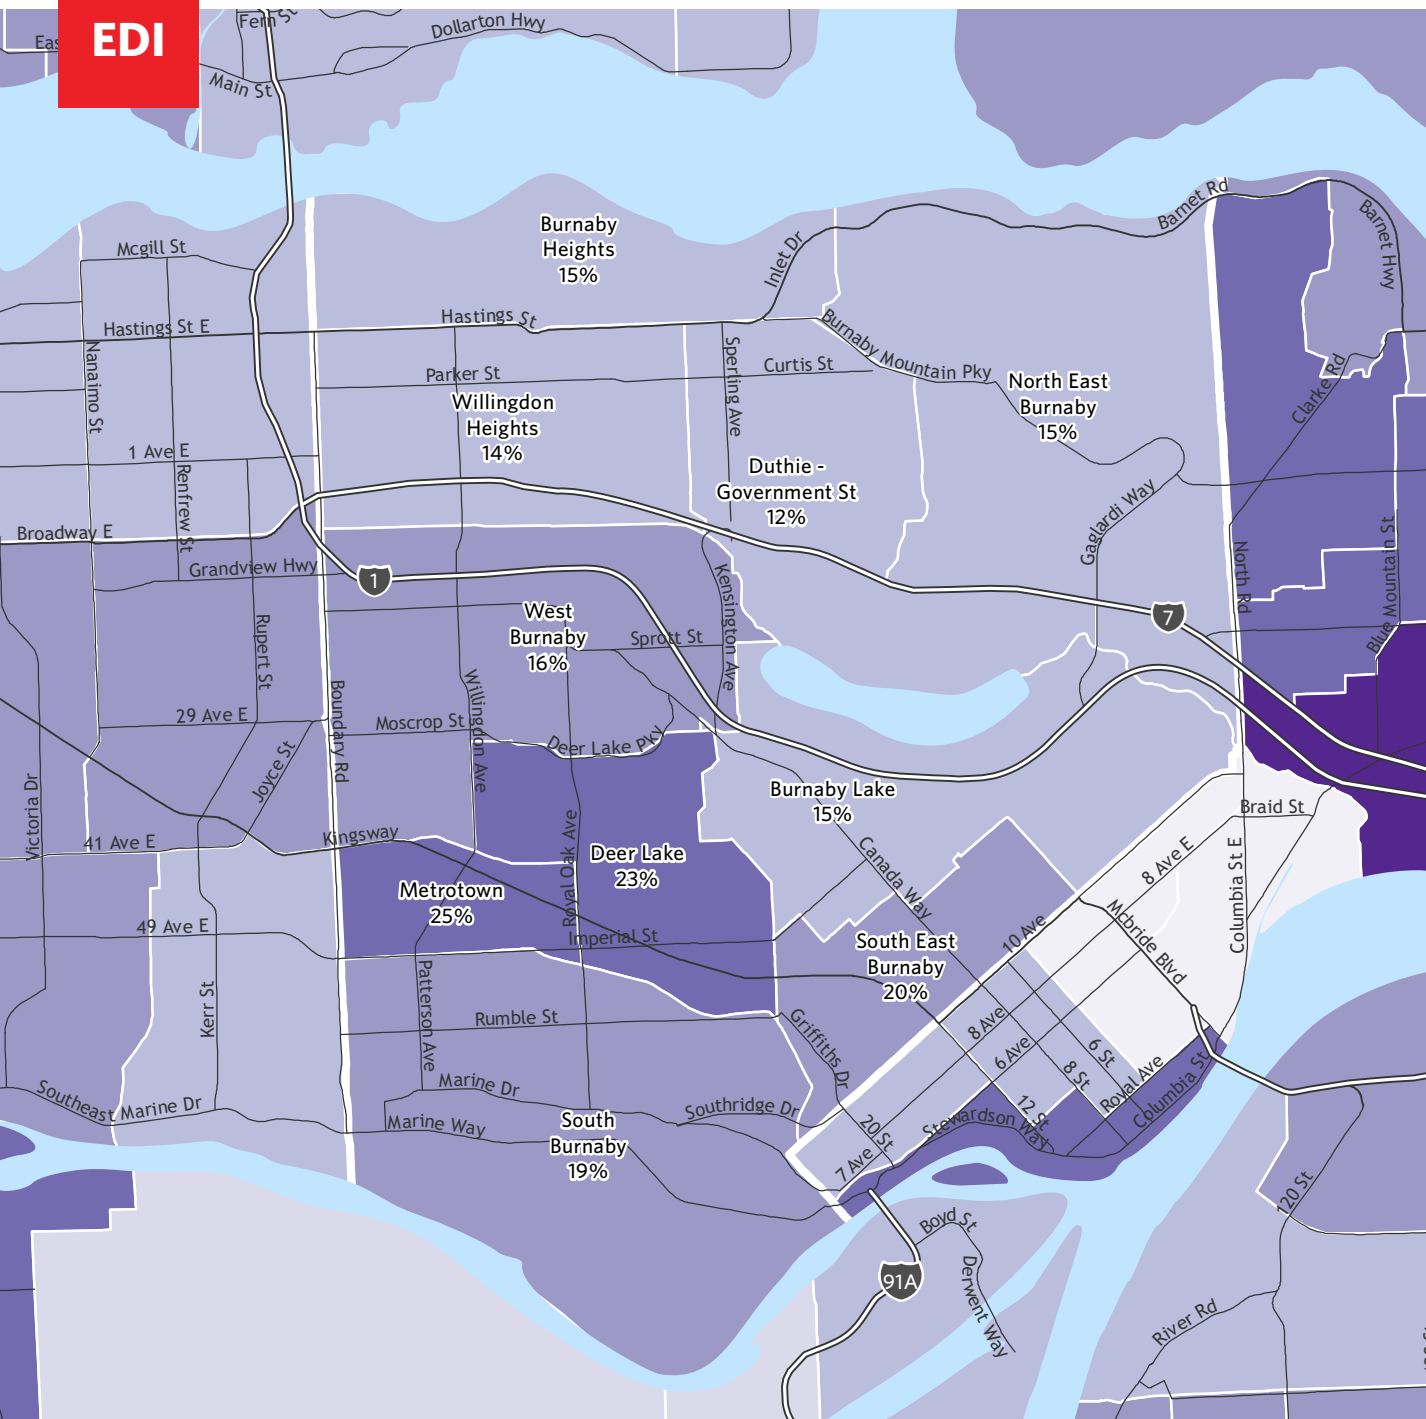 EDI
Fern St
Dollarton Hwy
Eas
Main St
Burnaby
Heights
15%
Barnet Rd
Barnet Hwy
Inlet Dr
Mcgill St
Hastings St E
Hastings St
Nanaimo St
Sperling Ave
Burnaby Mountain Pky
Parker St
Curtis St
Clarke Rd
North East
Burnaby
15%
Willingdon
Heights
14%
1 Ave E
Renfrew St
Duthie -
Government St
12%
Gaglardi Way
Broadway E
Grandview Hwy
1
7
North Rd
Blue Mountain St
Kensington Ave
West
Burnaby
16%
Sprott St
Rupert St
Willingdon Ave
Boundary Rd
29 Ave E
Moscrop St
Deer Lake Pky
Joyce St
Victoria Dr
Burnaby Lake
15%
Braid St
41 Ave E
Kingsway
Royal Oak Ave
Deer Lake
23%
Canada Way
8 Ave E
Columbia St E
Metrotown
25%
49 Ave E
Imperial St
Mcbride Blvd
10 Ave
South East
Burnaby
20%
Kerr St
Patterson Ave
Rumble St
Griffiths Dr
8 Ave
6 Ave
6 St
8 St
Royal Ave
Columbia St
Marine Dr
Southeast Marine Dr
Marine Way
Southridge Dr
12 St
Stewardson Way
20 St
7 Ave
South
Burnaby
19%
120 St
Boyd St
Derwent Way
91A
River Rd